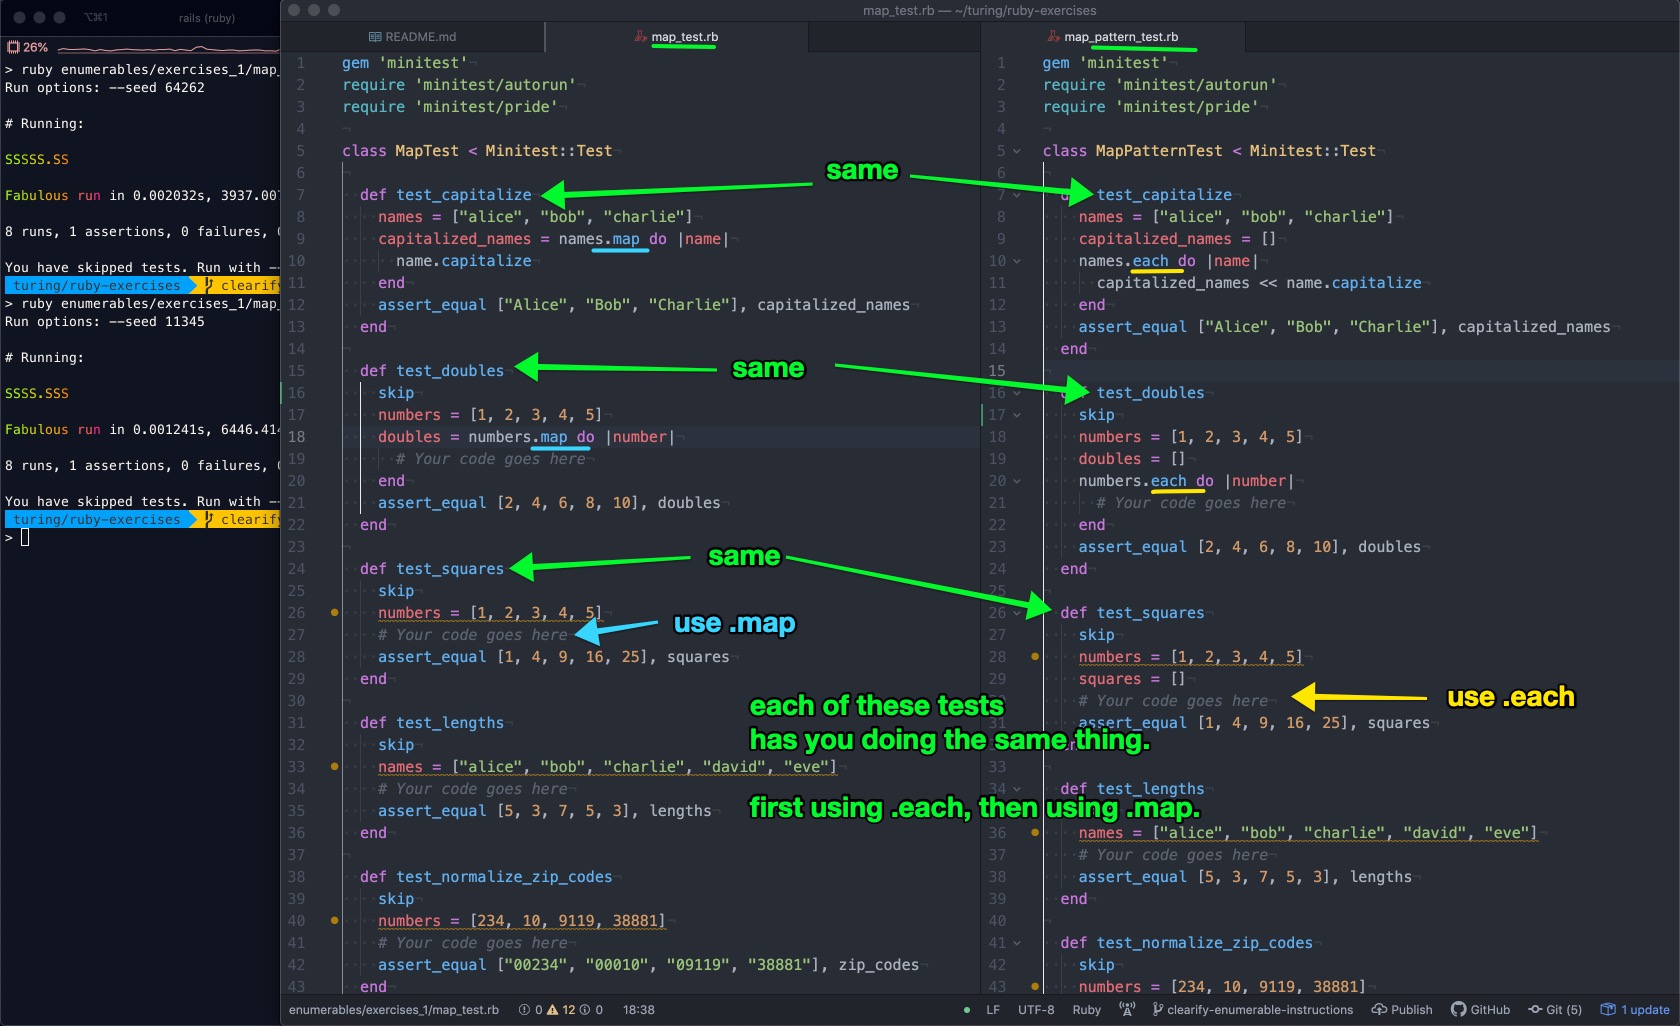 ⌥⌘1 rails (ruby)
26%
> ruby enumerables/exercises_1/map_
Run options: --seed 64262
# Running:
SSSSS.SS
Fabulous run in 0.002032s, 3937.007
8 runs, 1 assertions, 0 failures,
You have skipped tests. Run with --
turing/ruby-exercises clearify
> ruby enumerables/exercises_1/map_
Run options: --seed 11345
# Running:
SSSS.SSS
Fabulous run in 0.001241s, 6446.414
8 runs, 1 assertions, 0 failures,
You have skipped tests. Run with --
turing/ruby-exercises clearify
>
map_test.rb — ~/turing/ruby-exercises
README.md
map_test.rb
1 gem 'minitest'
2 require 'minitest/autorun'
3 require 'minitest/pride'
4
5 class MapTest < Minitest::Test
6
7 def test_capitalize
8 names = ["alice", "bob", "charlie"]
9 capitalized_names = names.map do |name|
10 name.capitalize
11 end
12 assert_equal ["Alice", "Bob", "Charlie"], capitalized_names
13 end
14
15 def test_doubles
16 skip
17 numbers = [1, 2, 3, 4, 5]
18 doubles = numbers.map do |number|
19 # Your code goes here
20 end
21 assert_equal [2, 4, 6, 8, 10], doubles
22 end
23
24 def test_squares
25 skip
26 numbers = [1, 2, 3, 4, 5]
27 # Your code goes here
28 assert_equal [1, 4, 9, 16, 25], squares
29 end
30
31 def test_lengths
32 skip
33 names = ["alice", "bob", "charlie", "david", "eve"]
34 # Your code goes here
35 assert_equal [5, 3, 7, 5, 3], lengths
36 end
37
38 def test_normalize_zip_codes
39 skip
40 numbers = [234, 10, 9119, 38881]
41 # Your code goes here
42 assert_equal ["00234", "00010", "09119", "38881"], zip_codes
43 end
map_pattern_test.rb
1 gem 'minitest'
2 require 'minitest/autorun'
3 require 'minitest/pride'
4
5 class MapPatternTest < Minitest::Test
6
7 test_capitalize
8 names = ["alice", "bob", "charlie"]
9 capitalized_names = []
10 names.each do |name|
11 capitalized_names << name.capitalize
12 end
13 assert_equal ["Alice", "Bob", "Charlie"], capitalized_names
14 end
15
16 test_doubles
17 skip
18 numbers = [1, 2, 3, 4, 5]
19 doubles = []
20 numbers.each do |number|
21 # Your code goes here
22 end
23 assert_equal [2, 4, 6, 8, 10], doubles
24 end
25
26 def test_squares
27 skip
28 numbers = [1, 2, 3, 4, 5]
29 squares = []
30 # Your code goes here
31 assert_equal [1, 4, 9, 16, 25], squares
33
34 def test_lengths
36 names = ["alice", "bob", "charlie", "david", "eve"]
37 # Your code goes here
38 assert_equal [5, 3, 7, 5, 3], lengths
39 end
40
41 def test_normalize_zip_codes
42 skip
43 numbers = [234, 10, 9119, 38881]
same
same
same
use .map
use .each
each of these tests
has you doing the same thing.
first using .each, then using .map.
enumerables/exercises_1/map_test.rb 0 12 0 18:38 LF UTF-8 Ruby clearify-enumerable-instructions Publish GitHub Git (5) 1 update